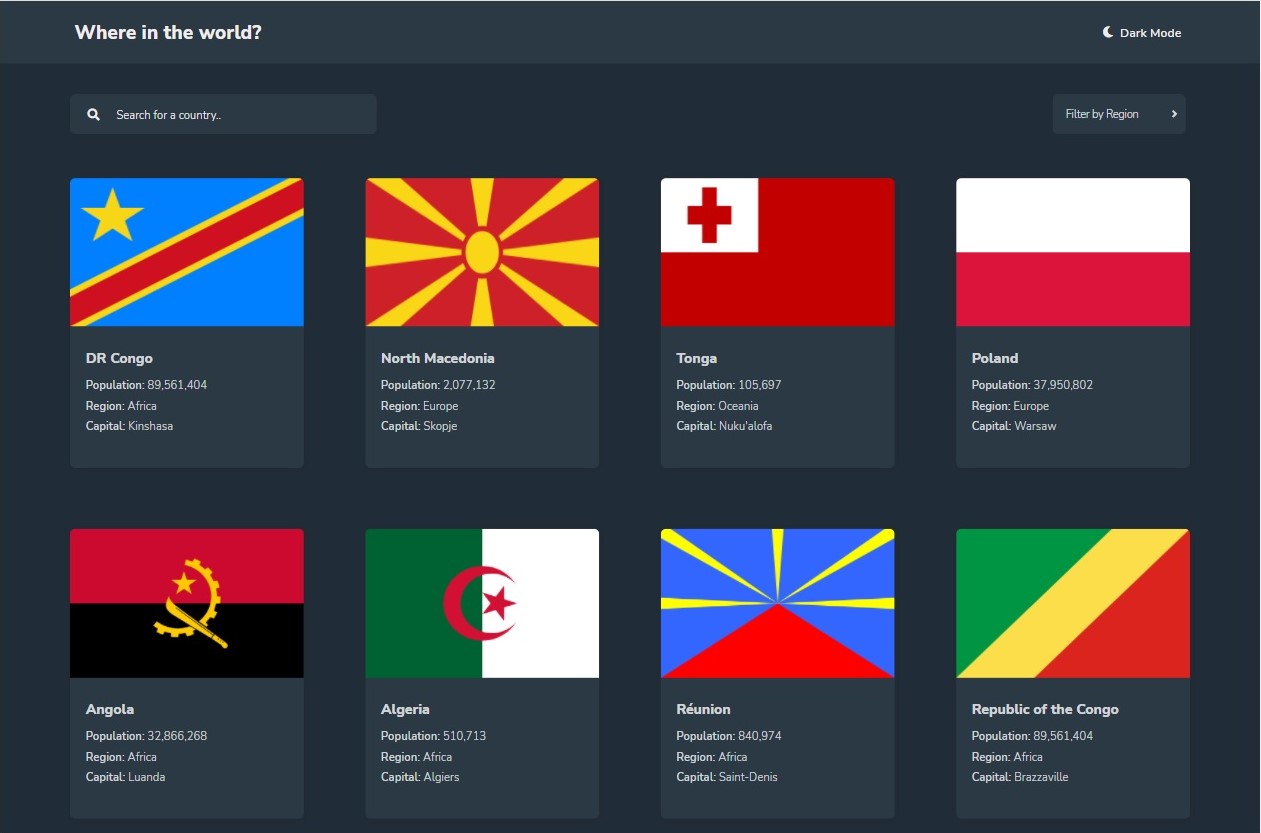 Where in the world?
Dark Mode
Search for a country..
Filter by Region
DR Congo
Population: 89,561,404
Region: Africa
Capital: Kinshasa
North Macedonia
Population: 2,077,132
Region: Europe
Capital: Skopje
Tonga
Population: 105,697
Region: Oceania
Capital: Nuku'alofa
Poland
Population: 37,950,802
Region: Europe
Capital: Warsaw
Angola
Population: 32,866,268
Region: Africa
Capital: Luanda
Algeria
Population: 510,713
Region: Africa
Capital: Algiers
Réunion
Population: 840,974
Region: Africa
Capital: Saint-Denis
Republic of the Congo
Population: 89,561,404
Region: Africa
Capital: Brazzaville